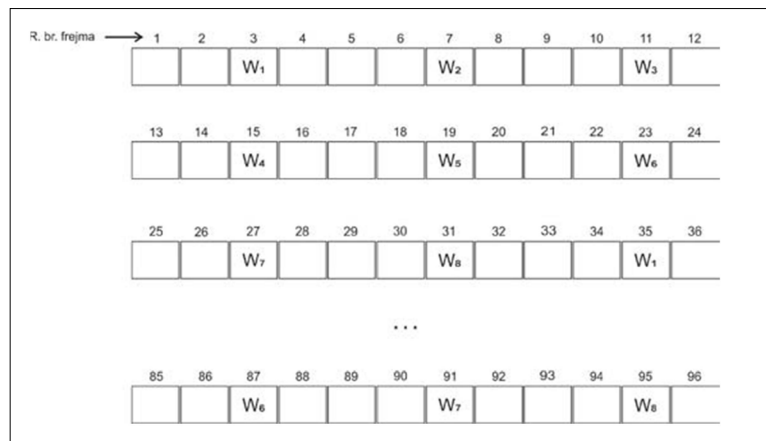 R. br. frejma 1 2 3 4 5 6 7 8 9 10 11 12
W₁ W₂ W₃
13 14 15 16 17 18 19 20 21 22 23 24
W₄ W₅ W₆
25 26 27 28 29 30 31 32 33 34 35 36
W₇ W₈ W₁
...
85 86 87 88 89 90 91 92 93 94 95 96
W₆ W₇ W₈